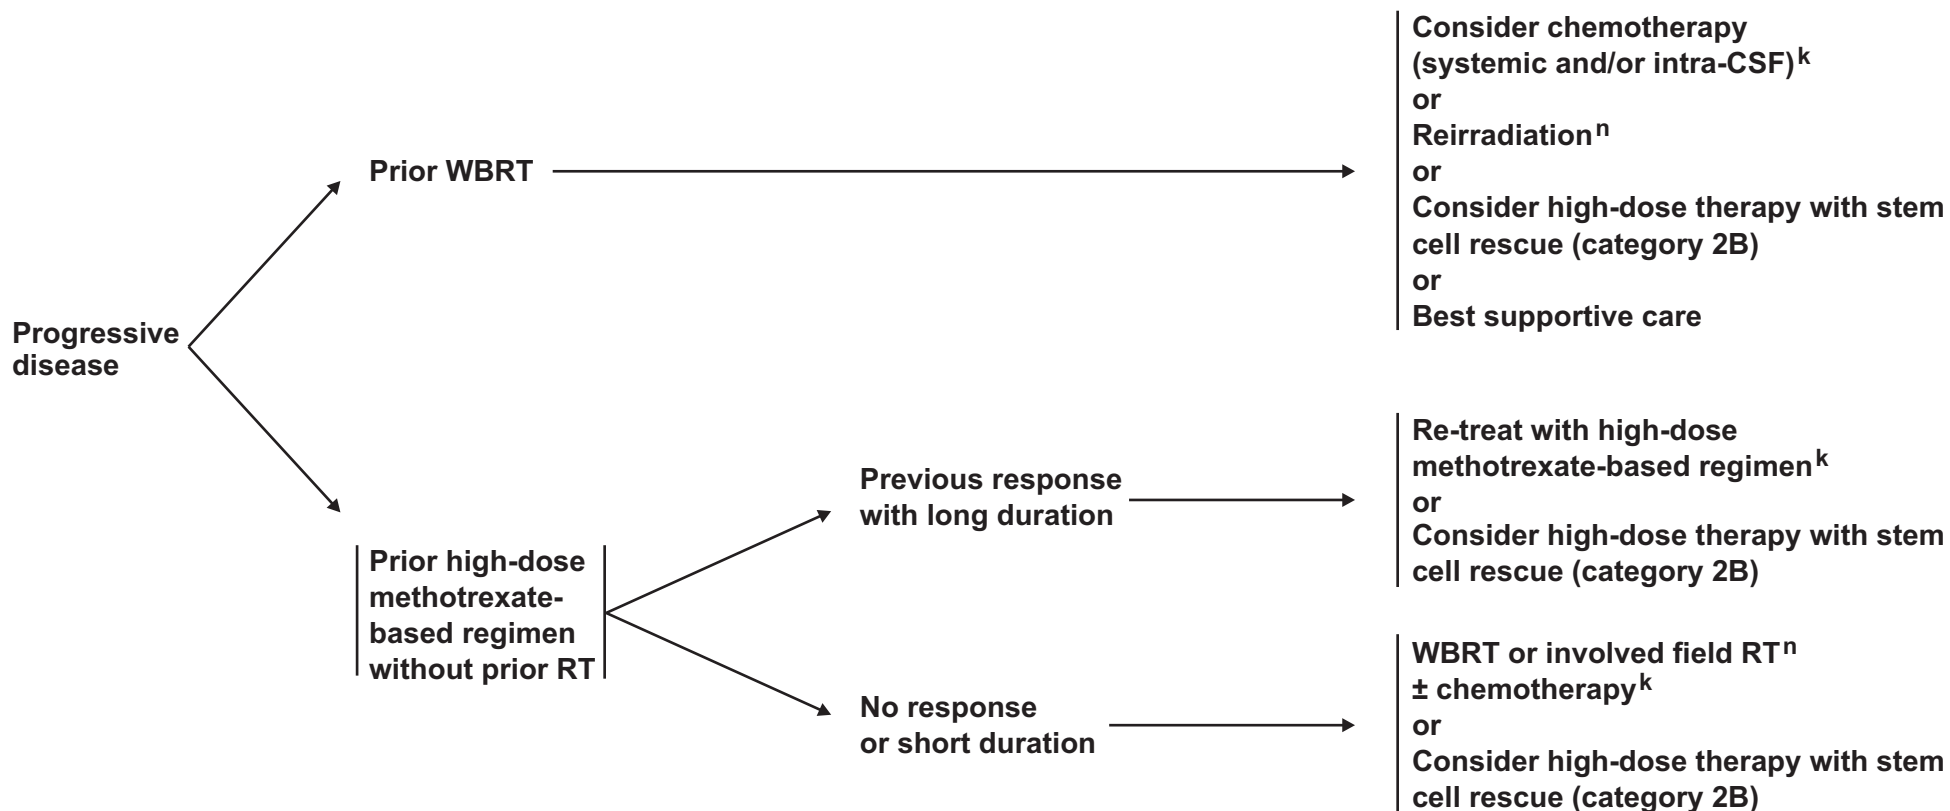 Progressive
disease
Prior WBRT
Consider chemotherapy
(systemic and/or intra-CSF)k
or
Reirradiationn
or
Consider high-dose therapy with stem
cell rescue (category 2B)
or
Best supportive care
Prior high-dose
methotrexate-
based regimen
without prior RT
Previous response
with long duration
Re-treat with high-dose
methotrexate-based regimenk
or
Consider high-dose therapy with stem
cell rescue (category 2B)
No response
or short duration
WBRT or involved field RTn
± chemotherapyk
or
Consider high-dose therapy with stem
cell rescue (category 2B)